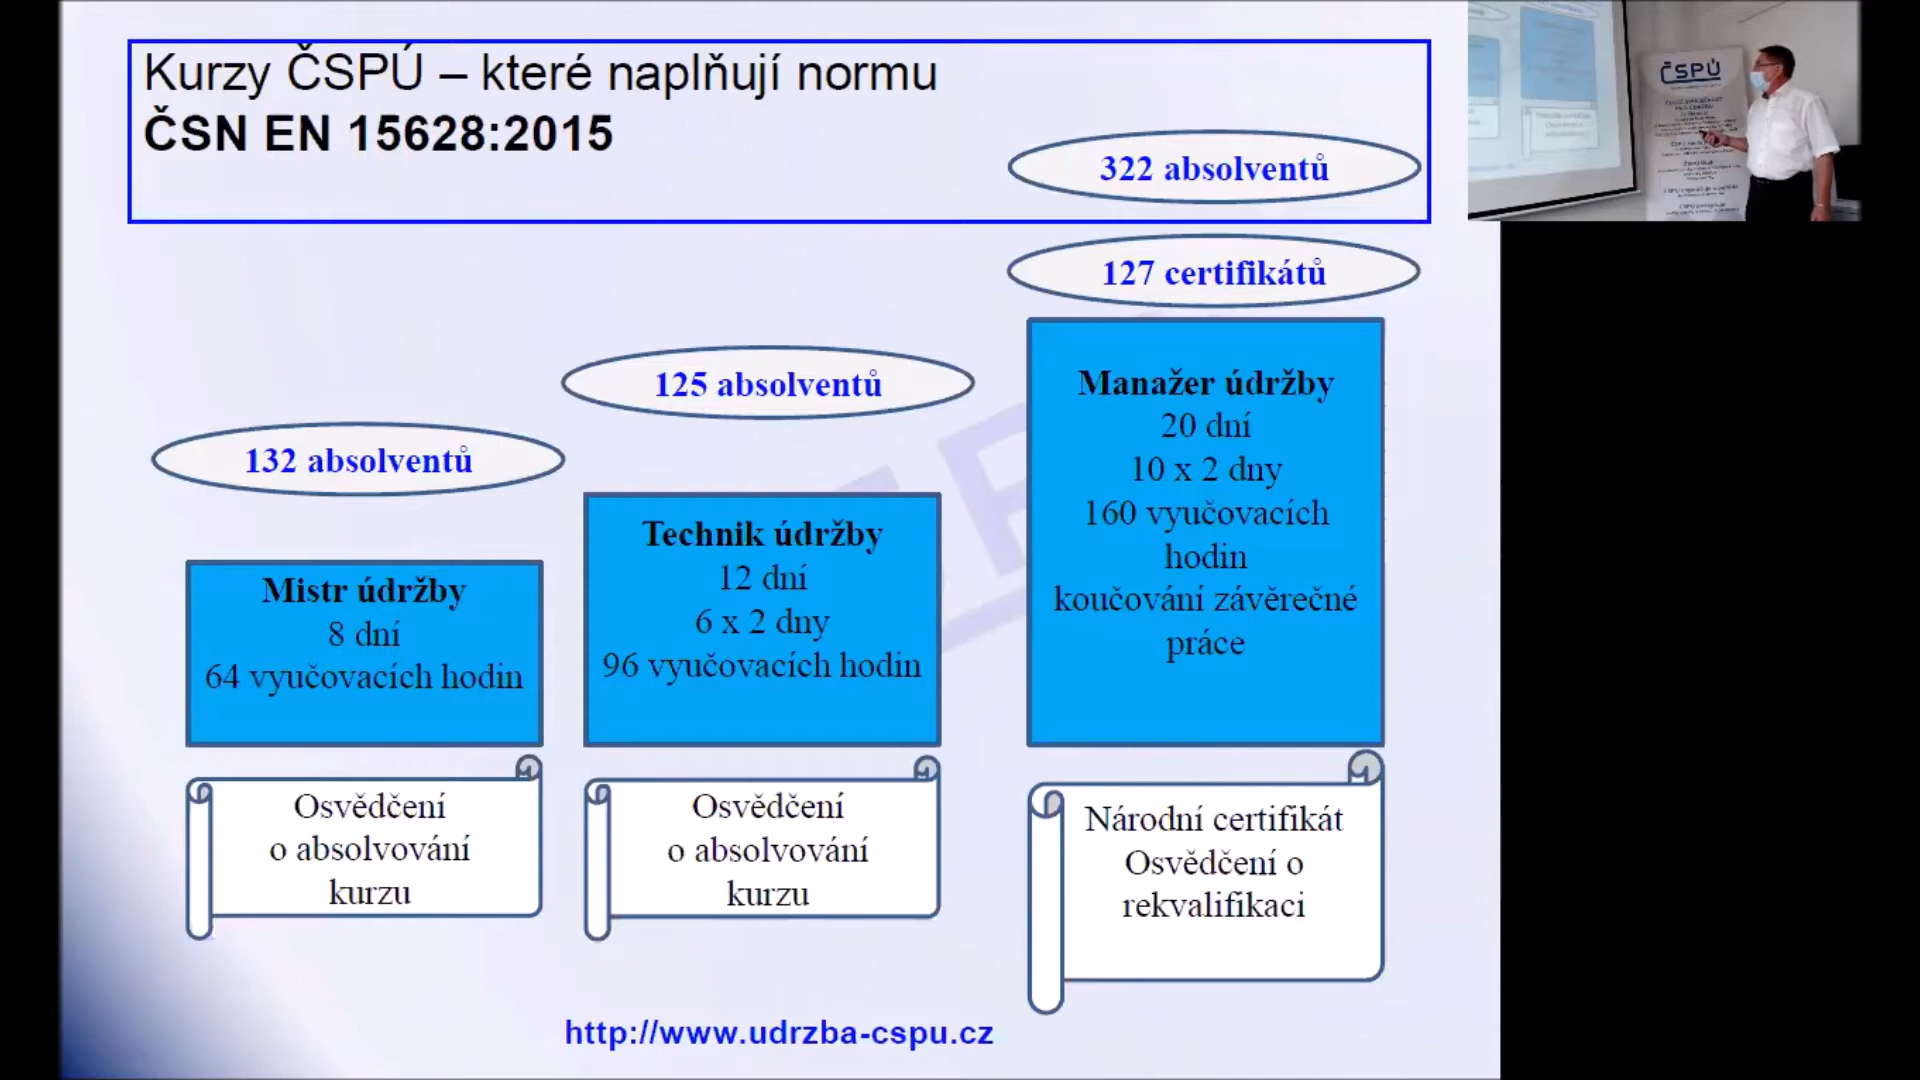 Kurzy ČSPÚ – které naplňují normu
ČSN EN 15628:2015
322 absolventů
127 certifikátů
125 absolventů
132 absolventů
Manažer údržby
20 dní
10 x 2 dny
160 vyučovacích
hodin
koučování závěrečné
práce
Technik údržby
12 dní
6 x 2 dny
96 vyučovacích hodin
Mistr údržby
8 dní
64 vyučovacích hodin
Osvědčení
o absolvování
kurzu
Osvědčení
o absolvování
kurzu
Národní certifikát
Osvědčení o
rekvalifikaci
http://www.udrzba-cspu.cz
ČSPÚ